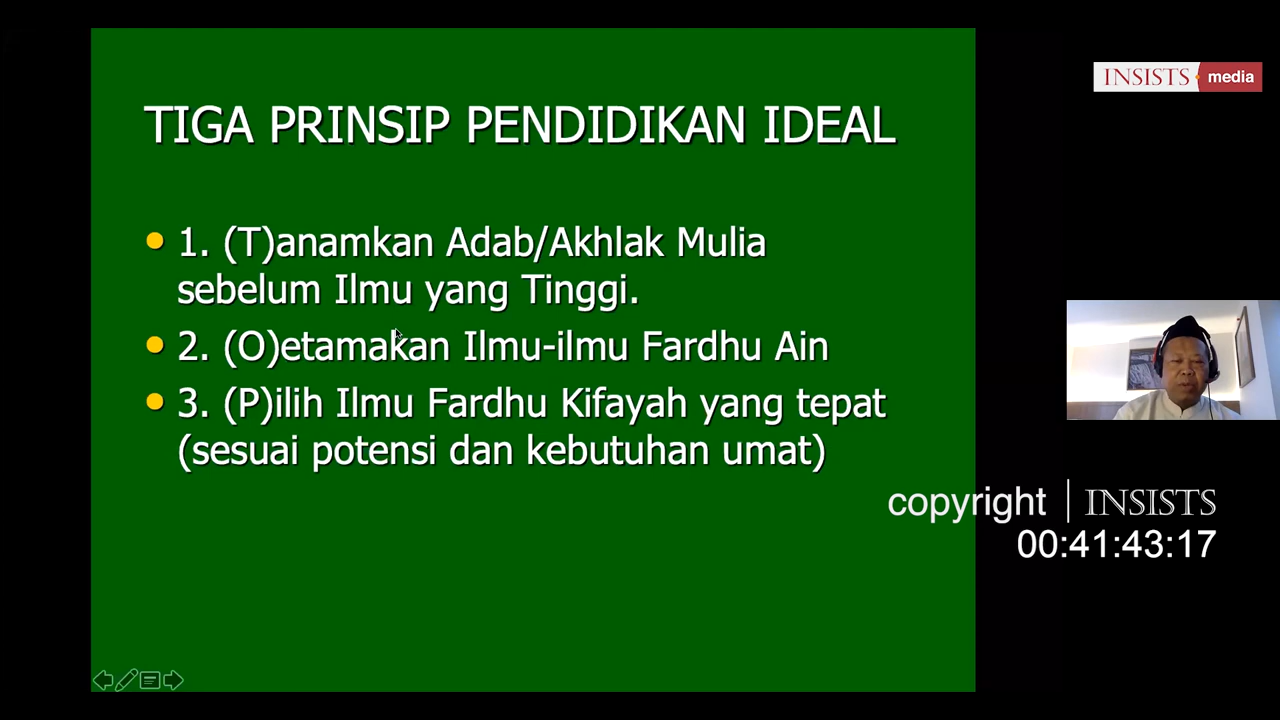 INSISTS media
TIGA PRINSIP PENDIDIKAN IDEAL
1. (T)anamkan Adab/Akhlak Mulia
sebelum Ilmu yang Tinggi.
2. (O)etamakan Ilmu-ilmu Fardhu Ain
3. (P)ilih Ilmu Fardhu Kifayah yang tepat
(sesuai potensi dan kebutuhan umat)
copyright | INSISTS
00:41:43:17